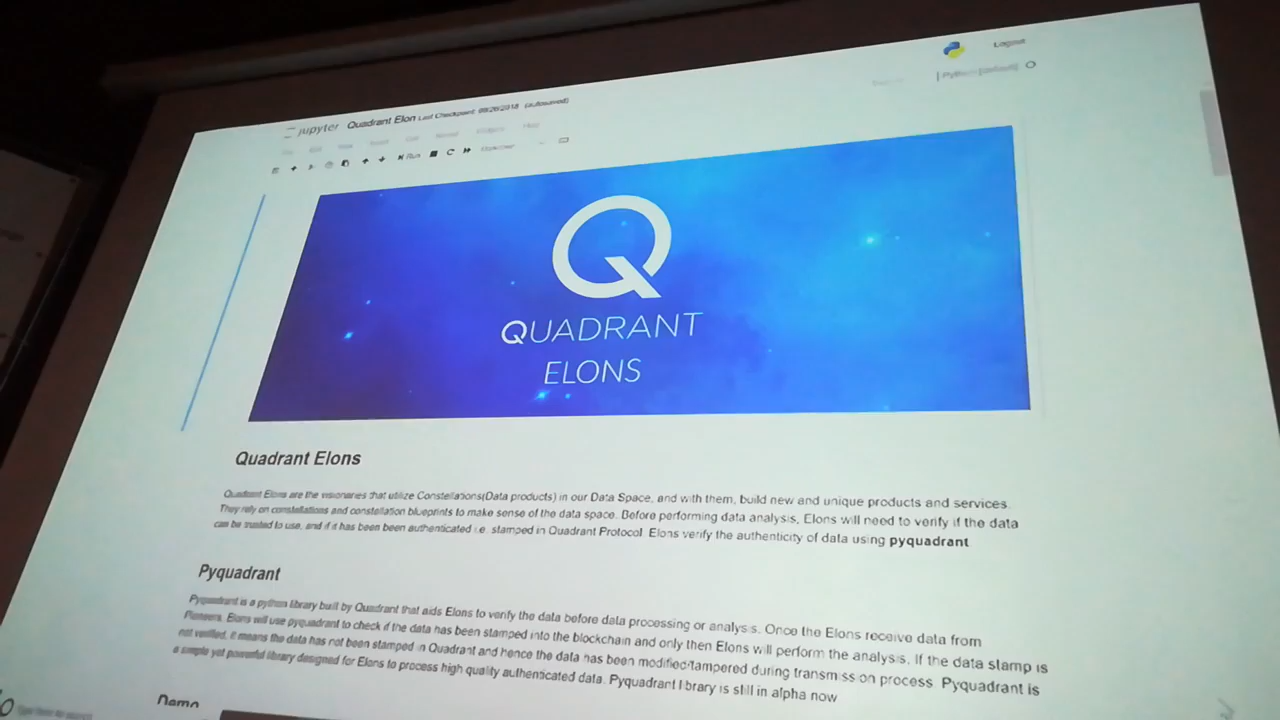 Logout
jupyter Quadrant Elon Last Checkpoint: 09/26/2018 (autosaved)
Python [default]
Run
QUADRANT
ELONS
Quadrant Elons
Quadrant Elons are the visionaries that utilize Constellations(Data products) in our Data Space, and with them, build new and unique products and services.
They rely on constellations and constellation blueprints to make sense of the data space. Before performing data analysis, Elons will need to verify if the data
can be trusted to use, and if it has been been authenticated i.e. stamped in Quadrant Protocol. Elons verify the authenticity of data using pyquadrant
Pyquadrant
Pyquadrant is a python library built by Quadrant that aids Elons to verify the data before data processing or analysis. Once the Elons receive data from
Pioneers, Elons will use pyquadrant to check if the data has been stamped into the blockchain and only then Elons will perform the analysis. If the data stamp is
not verified, it means the data has not been stamped in Quadrant and hence the data has been modified/tampered during transmission process. Pyquadrant is
a simple yet powerful library designed for Elons to process high quality authenticated data. Pyquadrant library is still in alpha now
Demo